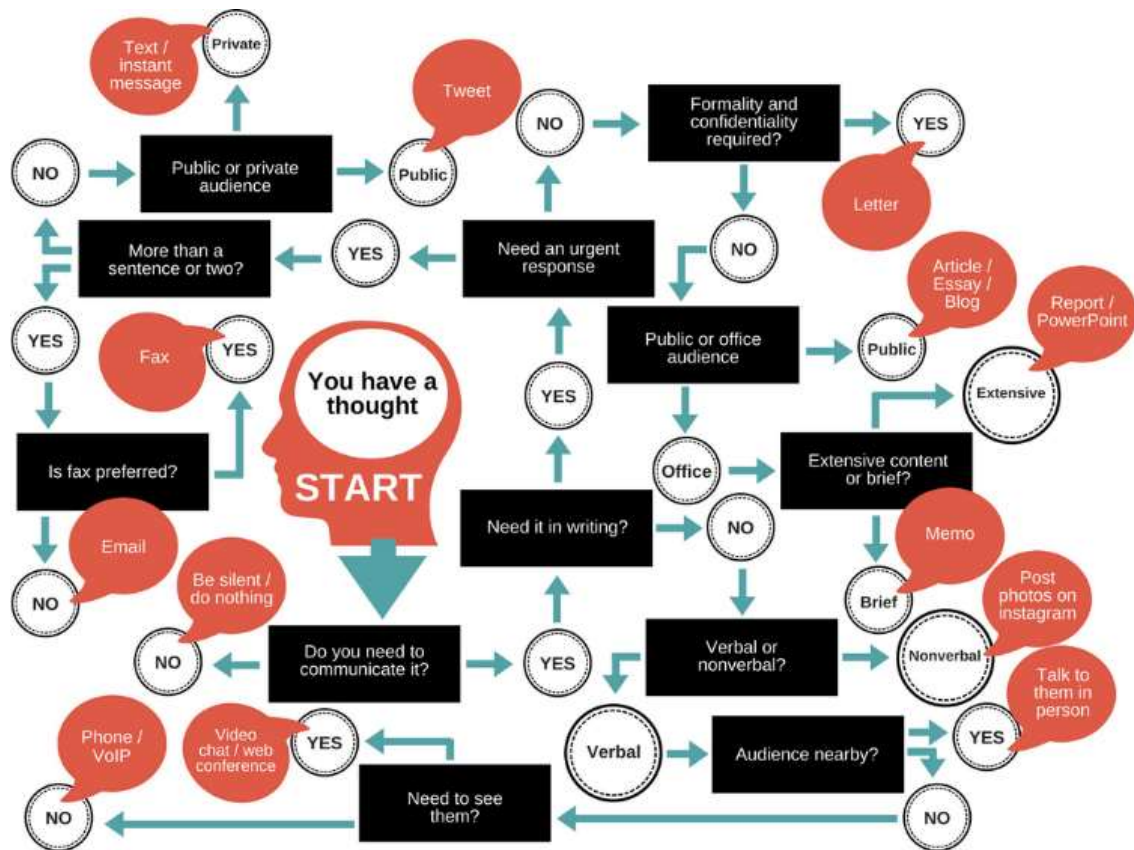 Text /
instant
message
Private
Tweet
NO
Public or private
audience
Public
NO
Formality and
confidentiality
required?
YES
Letter
More than a
sentence or two?
YES
Need an urgent
response
NO
YES
Fax
YES
You have a
thought
START
YES
Public or office
audience
Public
Article /
Essay /
Blog
Report /
PowerPoint
Extensive
Is fax preferred?
Office
Extensive content
or brief?
Need it in writing?
NO
Email
NO
Be silent /
do nothing
NO
Do you need to
communicate it?
YES
Memo
Brief
Verbal or
nonverbal?
Nonverbal
Post
photos on
instagram
Talk to
them in
person
Phone /
VoIP
NO
Video
chat / web
conference
YES
Need to see
them?
Verbal
Audience nearby?
YES
NO